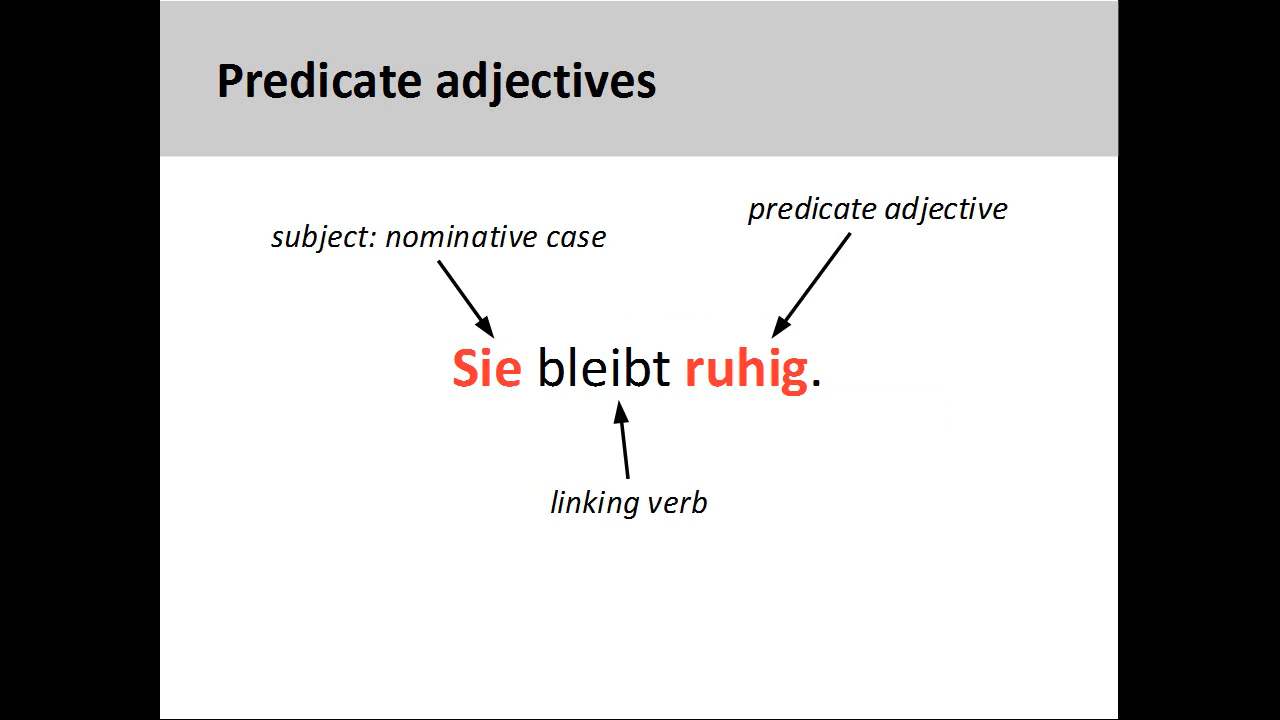 Predicate adjectives
predicate adjective
subject: nominative case
Sie bleibt ruhig.
linking verb